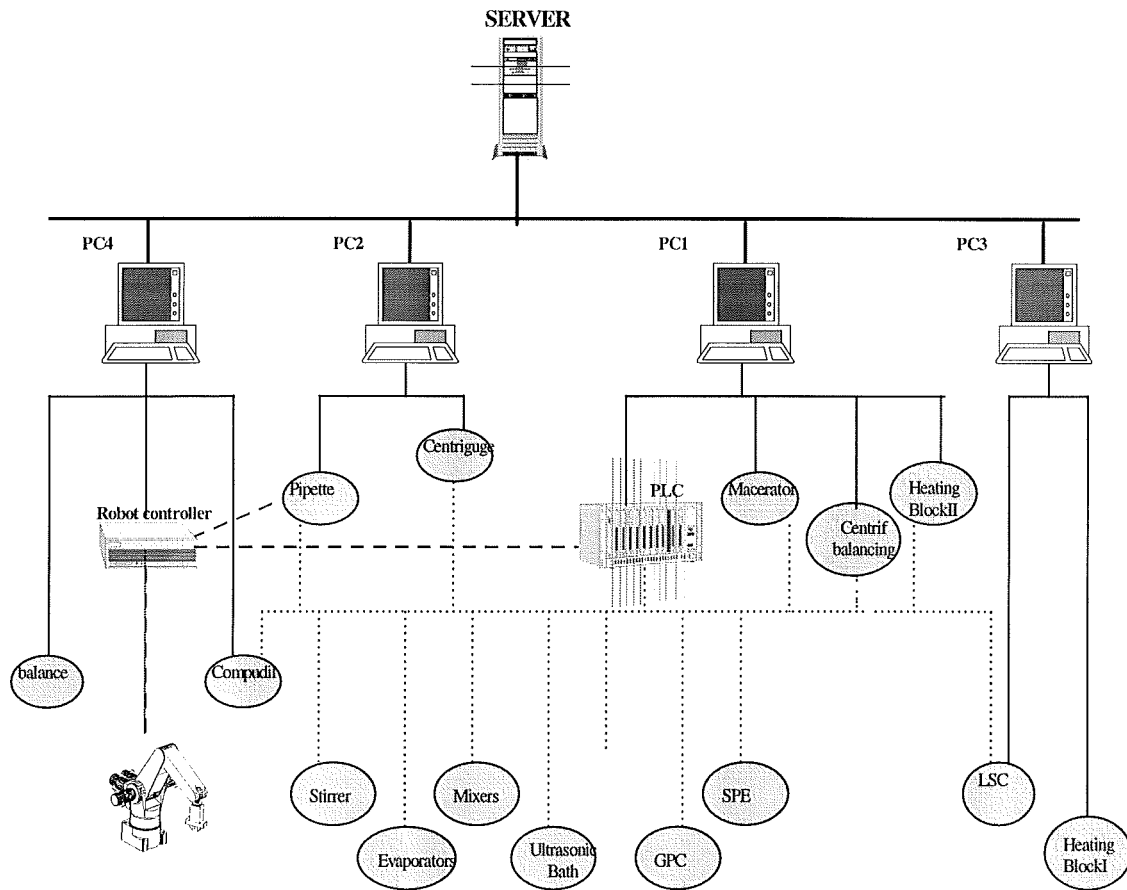 SERVER
PC4
PC2
PC1
PC3
Centriguge
Pipette
PLC
Macerator
Heating
BlockII
Robot controller
Centrif
balancing
balance
Compudil
Stirrer
Mixers
SPE
LSC
Evaporators
Ultrasonic
Bath
GPC
Heating
BlockI